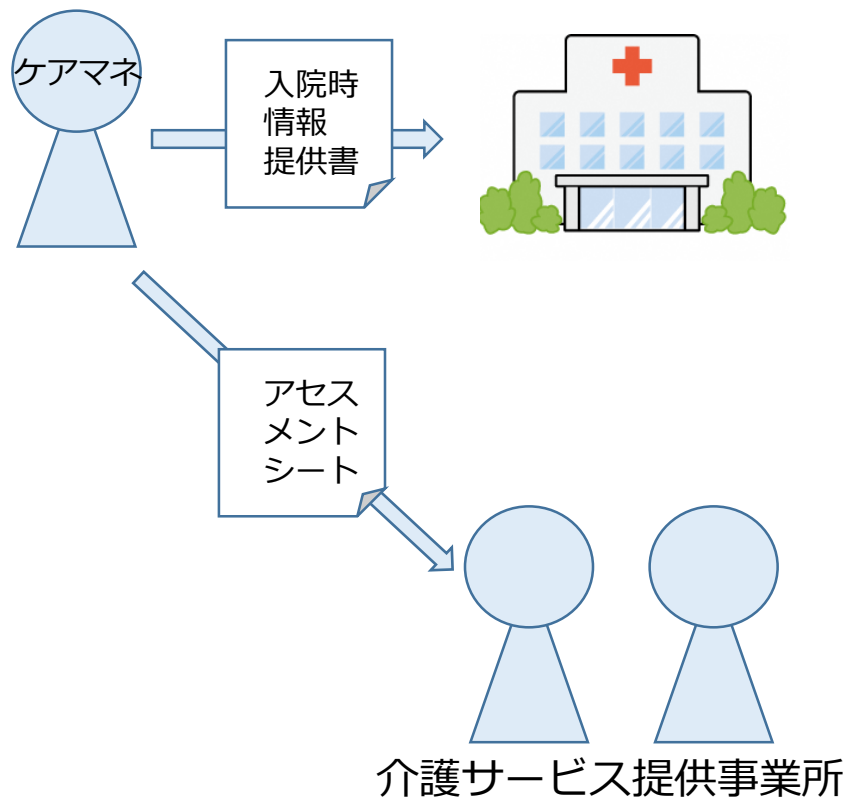 ケアマネ
入院時
情報
提供書
アセス
メント
シート
介護サービス提供事業所